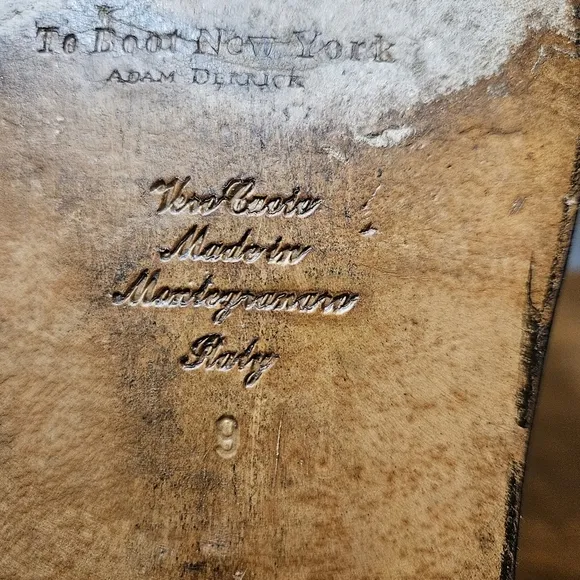 To Boot New York
ADAM DERRICK
Vero Cuoio
Made in
Montegranaro
Italy
9